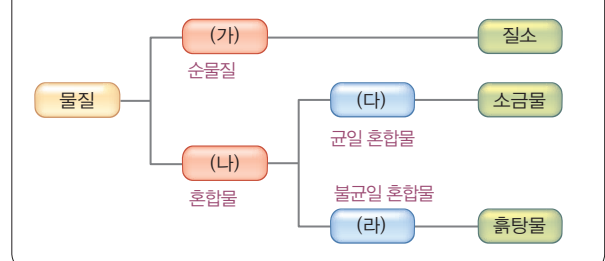 (가) 질소
순물질
물질 (다) 소금물
균일 혼합물
(나)
혼합물 불균일 혼합물
(라) 흙탕물